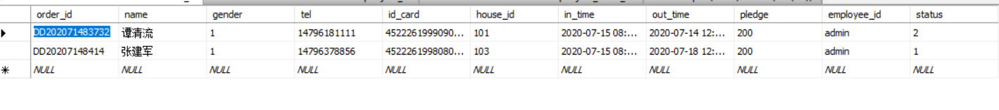 order_id name gender tel id_card house_id in_time out_time pledge employee_id status
DD202071483732 谭清流 1 14796181111 4522261999090... 101 2020-07-15 08:... 2020-07-14 12:... 200 admin 2
DD20207148414 张建军 1 14796378856 4522261998080... 103 2020-07-15 08:... 2020-07-18 12:... 200 admin 1
NULL NULL NULL NULL NULL NULL NULL NULL NULL NULL NULL